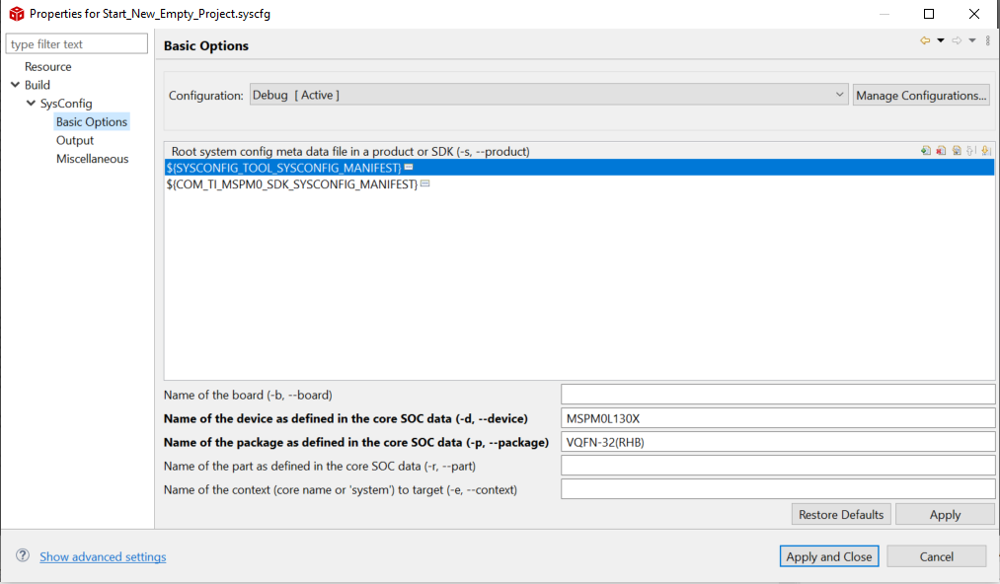 Properties for Start_New_Empty_Project.syscfg
type filter text
Resource
Build
SysConfig
Basic Options
Output
Miscellaneous
Basic Options
Configuration: Debug [ Active ] Manage Configurations...
Root system config meta data file in a product or SDK (-s, --product)
${SYSCONFIG_TOOL_SYSCONFIG_MANIFEST}
${COM_TI_MSPM0_SDK_SYSCONFIG_MANIFEST}
Name of the board (-b, --board)
Name of the device as defined in the core SOC data (-d, --device) MSPM0L130X
Name of the package as defined in the core SOC data (-p, --package) VQFN-32(RHB)
Name of the part as defined in the core SOC data (-r, --part)
Name of the context (core name or 'system') to target (-e, --context)
Restore Defaults Apply
Show advanced settings Apply and Close Cancel